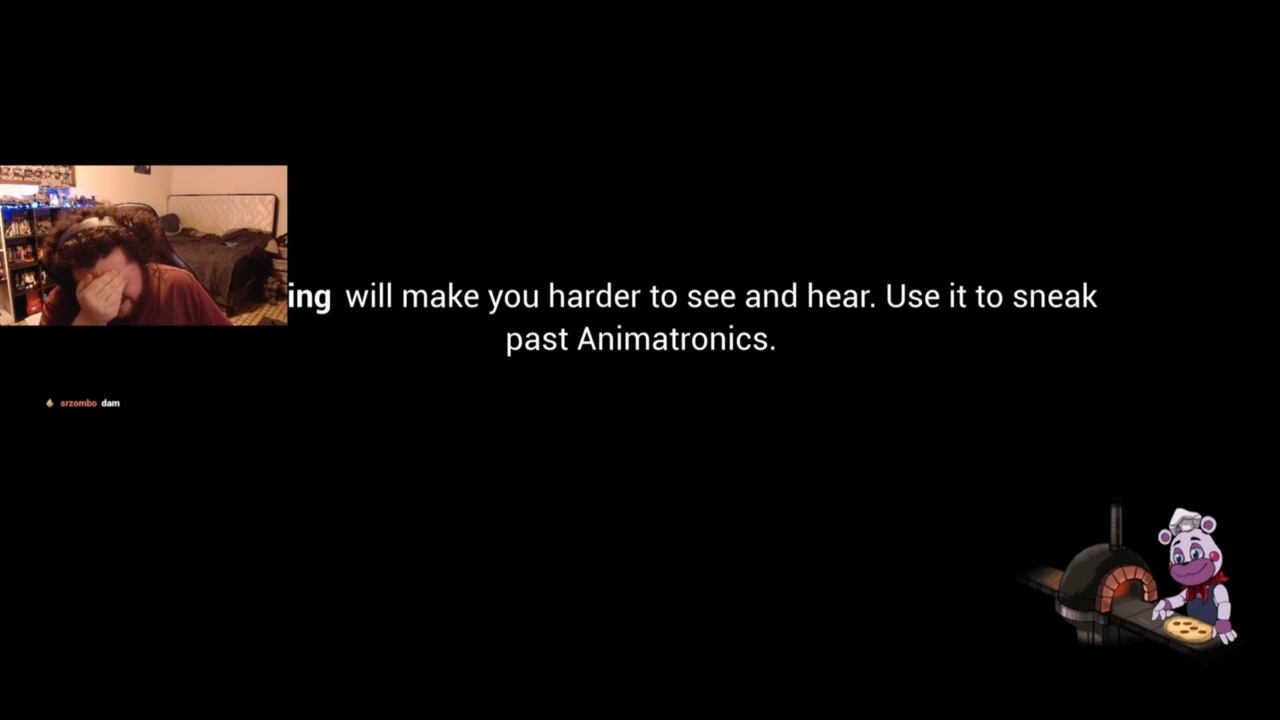 ing will make you harder to see and hear. Use it to sneak
past Animatronics.
srzombo dam